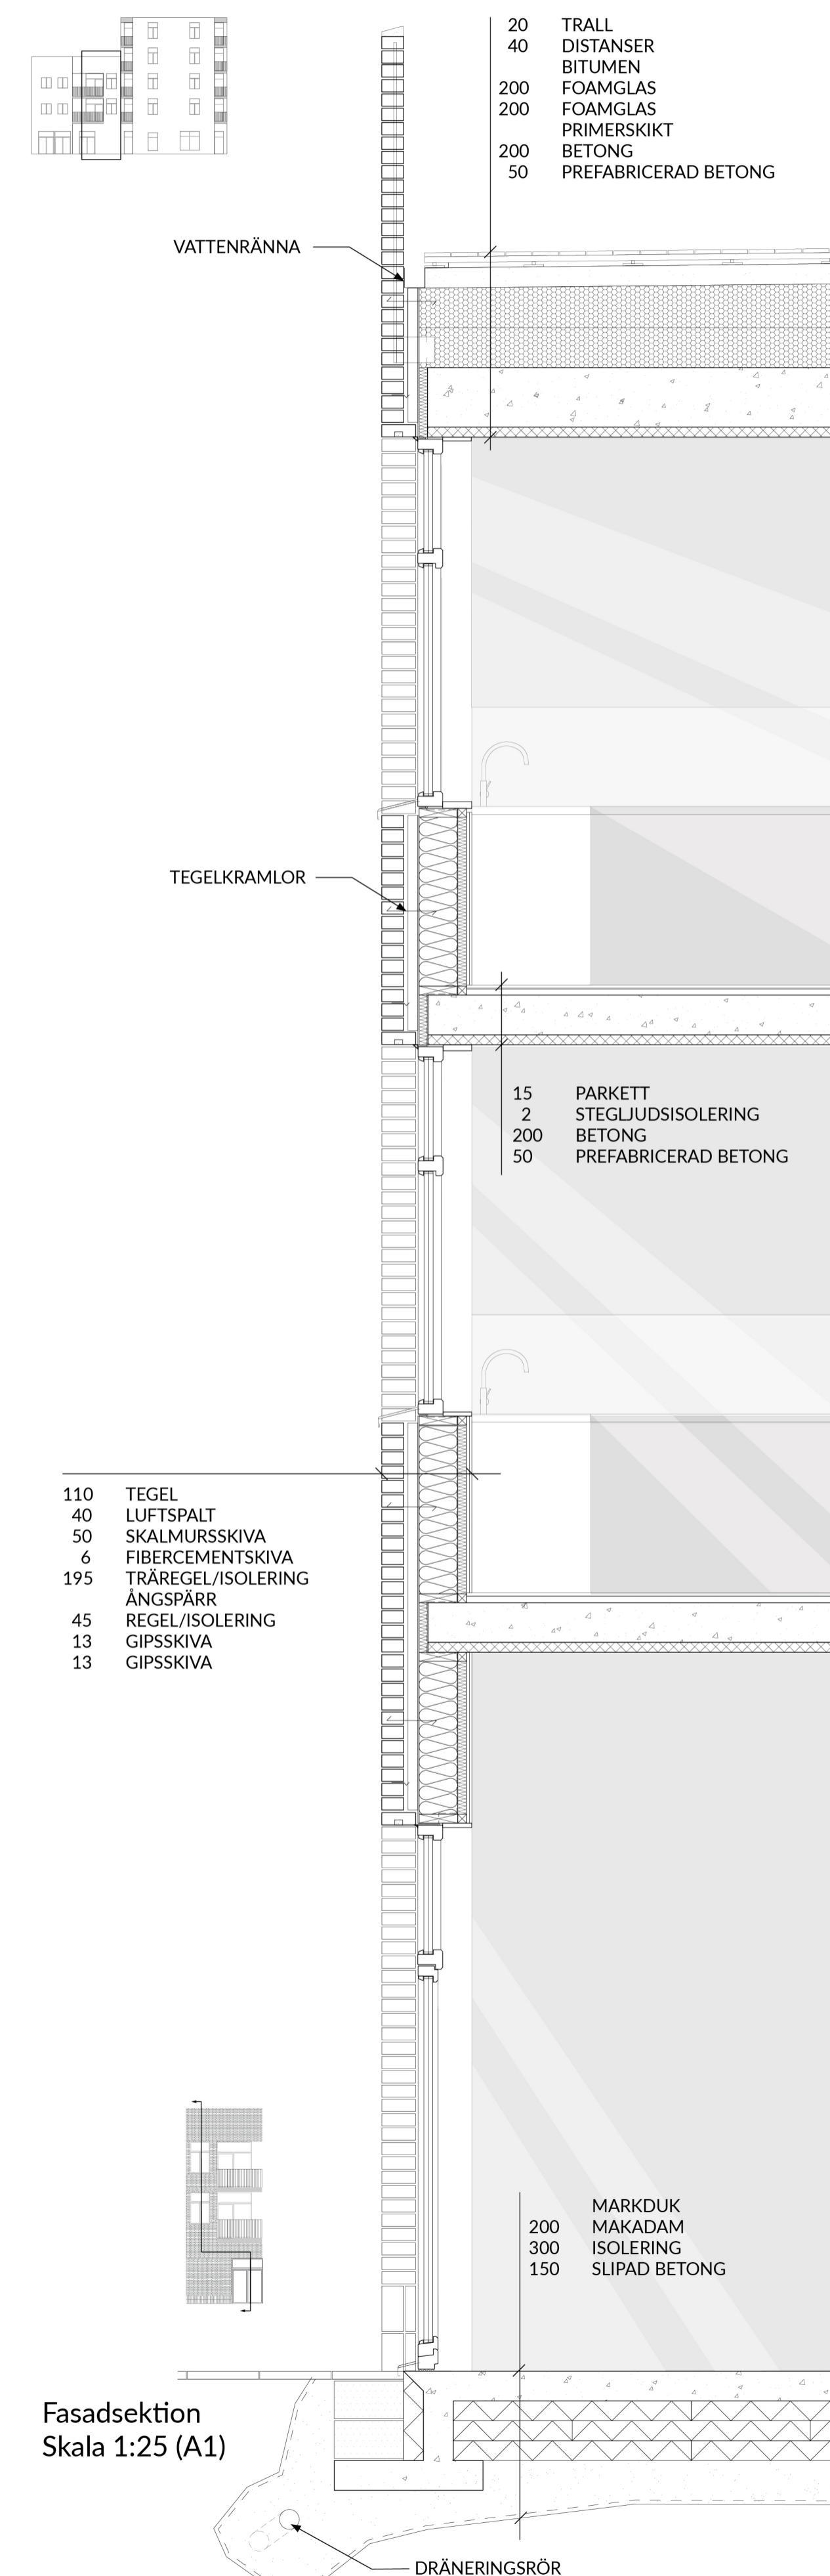 20 TRALL
40 DISTANSER
BITUMEN
200 FOAMGLAS
200 FOAMGLAS
PRIMERSKIKT
200 BETONG
50 PREFABRICERAD BETONG
VATTENRÄNNA
TEGELKRAMLOR
15 PARKETT
2 STEGLJUDSISOLERING
200 BETONG
50 PREFABRICERAD BETONG
110 TEGEL
40 LUFTSPALT
50 SKALMURSSKIVA
6 FIBERCEMENTSKIVA
195 TRÄREGEL/ISOLERING
ÅNGSPÄRR
45 REGEL/ISOLERING
13 GIPSSKIVA
13 GIPSSKIVA
MARKDUK
200 MAKADAM
300 ISOLERING
150 SLIPAD BETONG
Fasadsektion
Skala 1:25 (A1)
DRÄNERINGSRÖR